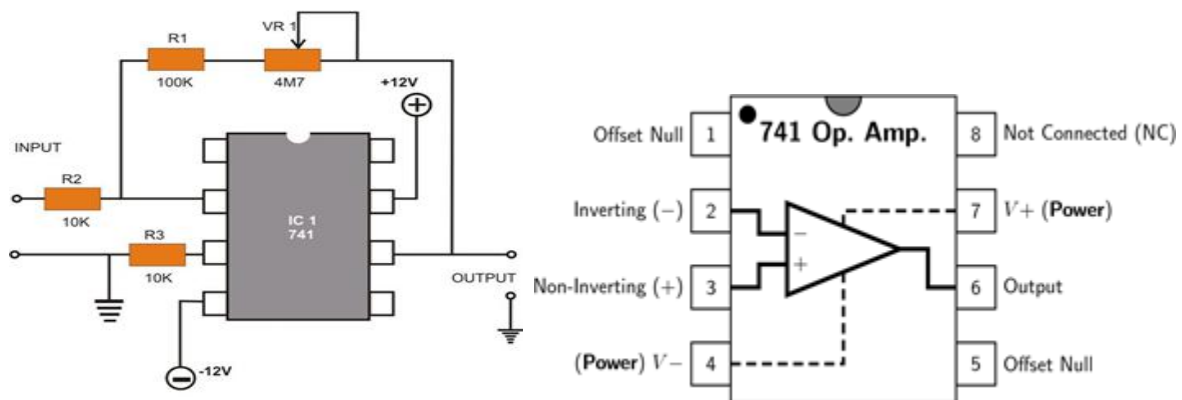 VR 1
R1
100K
4M7
+12V
INPUT
R2
10K
IC 1
741
R3
10K
OUTPUT
-12V
741 Op. Amp.
Offset Null 1
8 Not Connected (NC)
Inverting (−) 2
7 V+ (Power)
−
+
Non-Inverting (+) 3
6 Output
(Power) V− 4
5 Offset Null